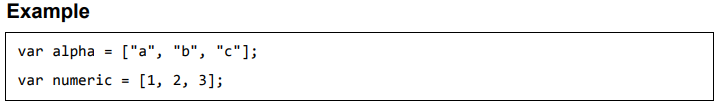 Example
var alpha = ["a", "b", "c"];
var numeric = [1, 2, 3];